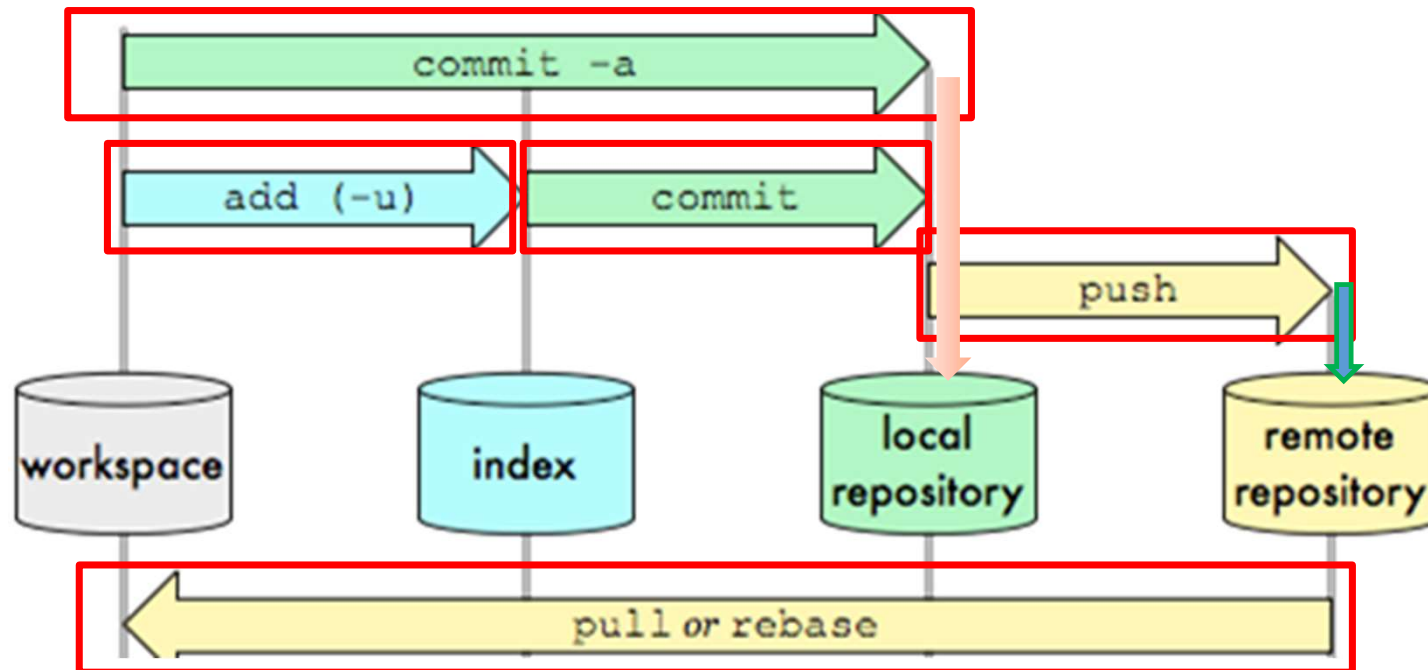 commit -a
add (-u)
commit
push
workspace
index
local
repository
remote
repository
pull or rebase